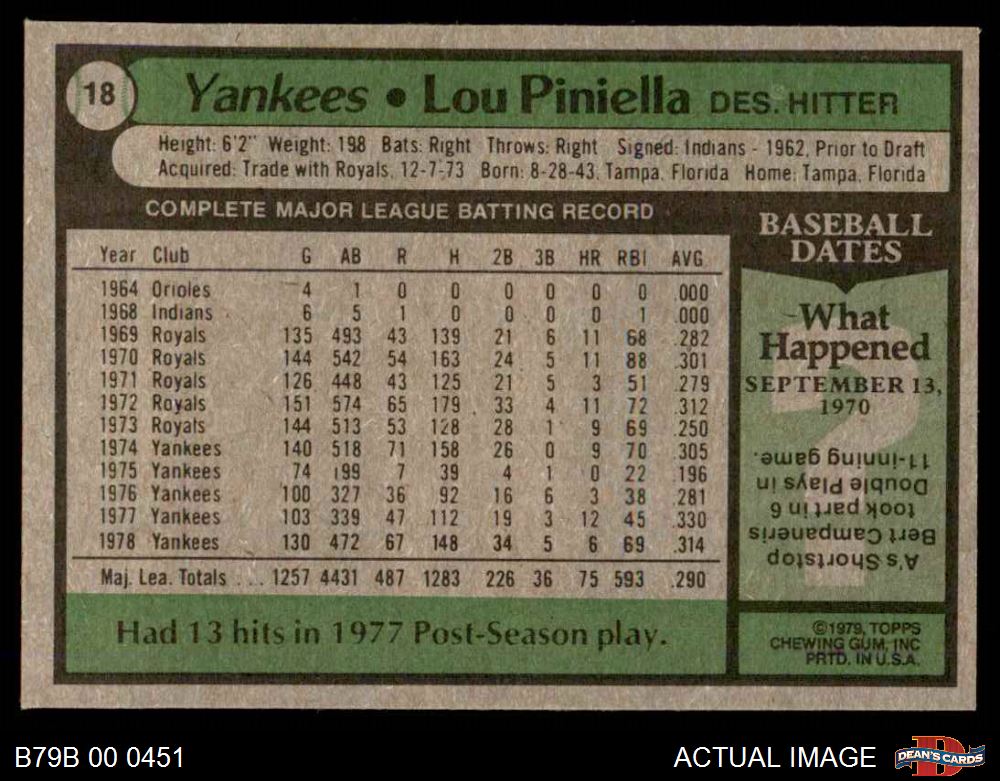 18
Yankees • Lou Piniella DES. HITTER
Height: 6'2" Weight: 198 Bats: Right Throws: Right Signed: Indians - 1962, Prior to Draft
Acquired: Trade with Royals, 12-7-73 Born: 8-28-43, Tampa, Florida Home: Tampa, Florida
COMPLETE MAJOR LEAGUE BATTING RECORD
Year Club G AB R H 2B 3B HR RBI AVG
1964 Orioles 4 1 0 0 0 0 0 0 .000
1968 Indians 6 5 1 0 0 0 0 1 .000
1969 Royals 135 493 43 139 21 6 11 68 .282
1970 Royals 144 542 54 163 24 5 11 88 .301
1971 Royals 126 448 43 125 21 5 3 51 .279
1972 Royals 151 574 65 179 33 4 11 72 .312
1973 Royals 144 513 53 128 28 1 9 69 .250
1974 Yankees 140 518 71 158 26 0 9 70 .305
1975 Yankees 74 199 7 39 4 1 0 22 .196
1976 Yankees 100 327 36 92 16 6 3 38 .281
1977 Yankees 103 339 47 112 19 3 12 45 .330
1978 Yankees 130 472 67 148 34 5 6 69 .314
Maj. Lea. Totals ... 1257 4431 487 1283 226 36 75 593 .290
Had 13 hits in 1977 Post-Season play.
BASEBALL
DATES
What
Happened
SEPTEMBER 13,
1970
A's Shortstop
Bert Campaneris
took part in 6
Double Plays in
11-inning game.
©1979, TOPPS
CHEWING GUM, INC
PRTD. IN U.S.A.
B79B 00 0451
ACTUAL IMAGE
D
DEAN'S CARDS